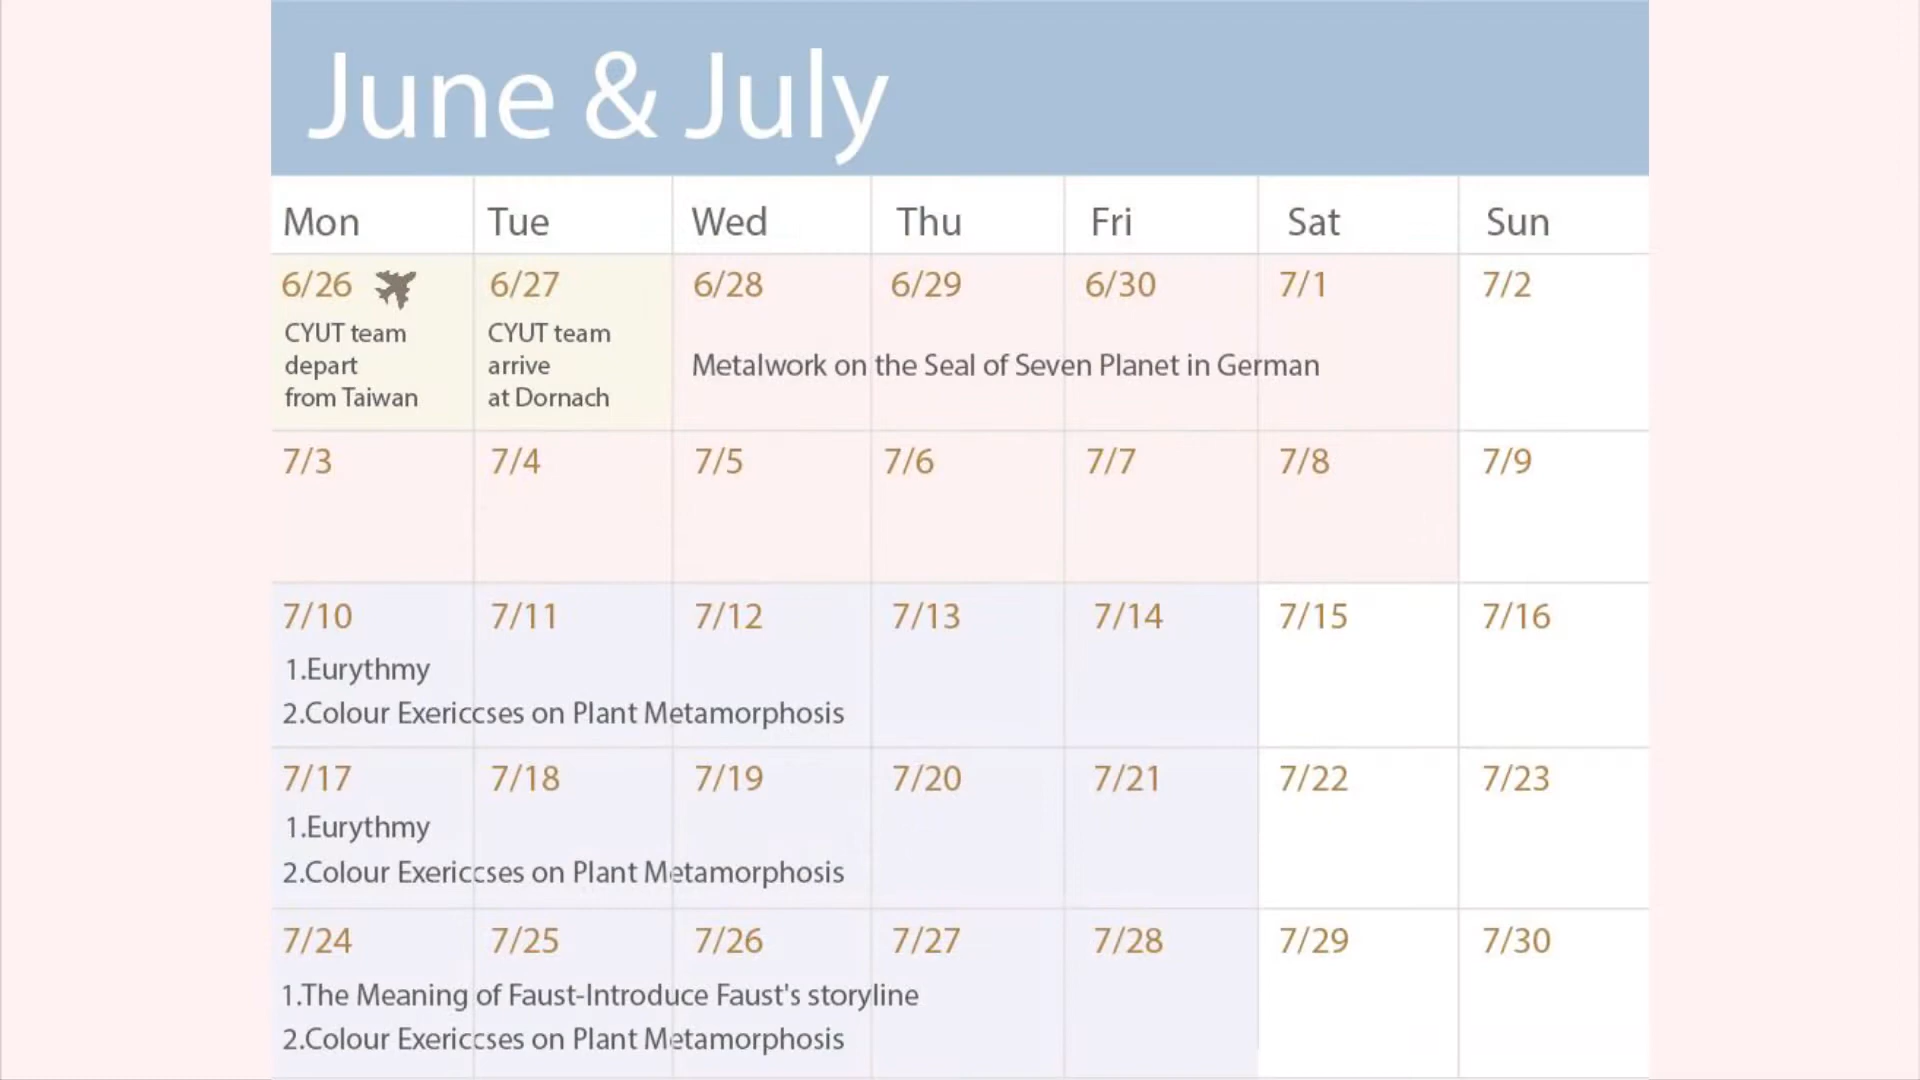 June & July
Mon Tue Wed Thu Fri Sat Sun
6/26 6/27 6/28 6/29 6/30 7/1 7/2
CYUT team
depart
from Taiwan
CYUT team
arrive
at Dornach
Metalwork on the Seal of Seven Planet in German
7/3 7/4 7/5 7/6 7/7 7/8 7/9
7/10 7/11 7/12 7/13 7/14 7/15 7/16
1.Eurythmy
2.Colour Exericcses on Plant Metamorphosis
7/17 7/18 7/19 7/20 7/21 7/22 7/23
1.Eurythmy
2.Colour Exericcses on Plant Metamorphosis
7/24 7/25 7/26 7/27 7/28 7/29 7/30
1.The Meaning of Faust-Introduce Faust's storyline
2.Colour Exericcses on Plant Metamorphosis